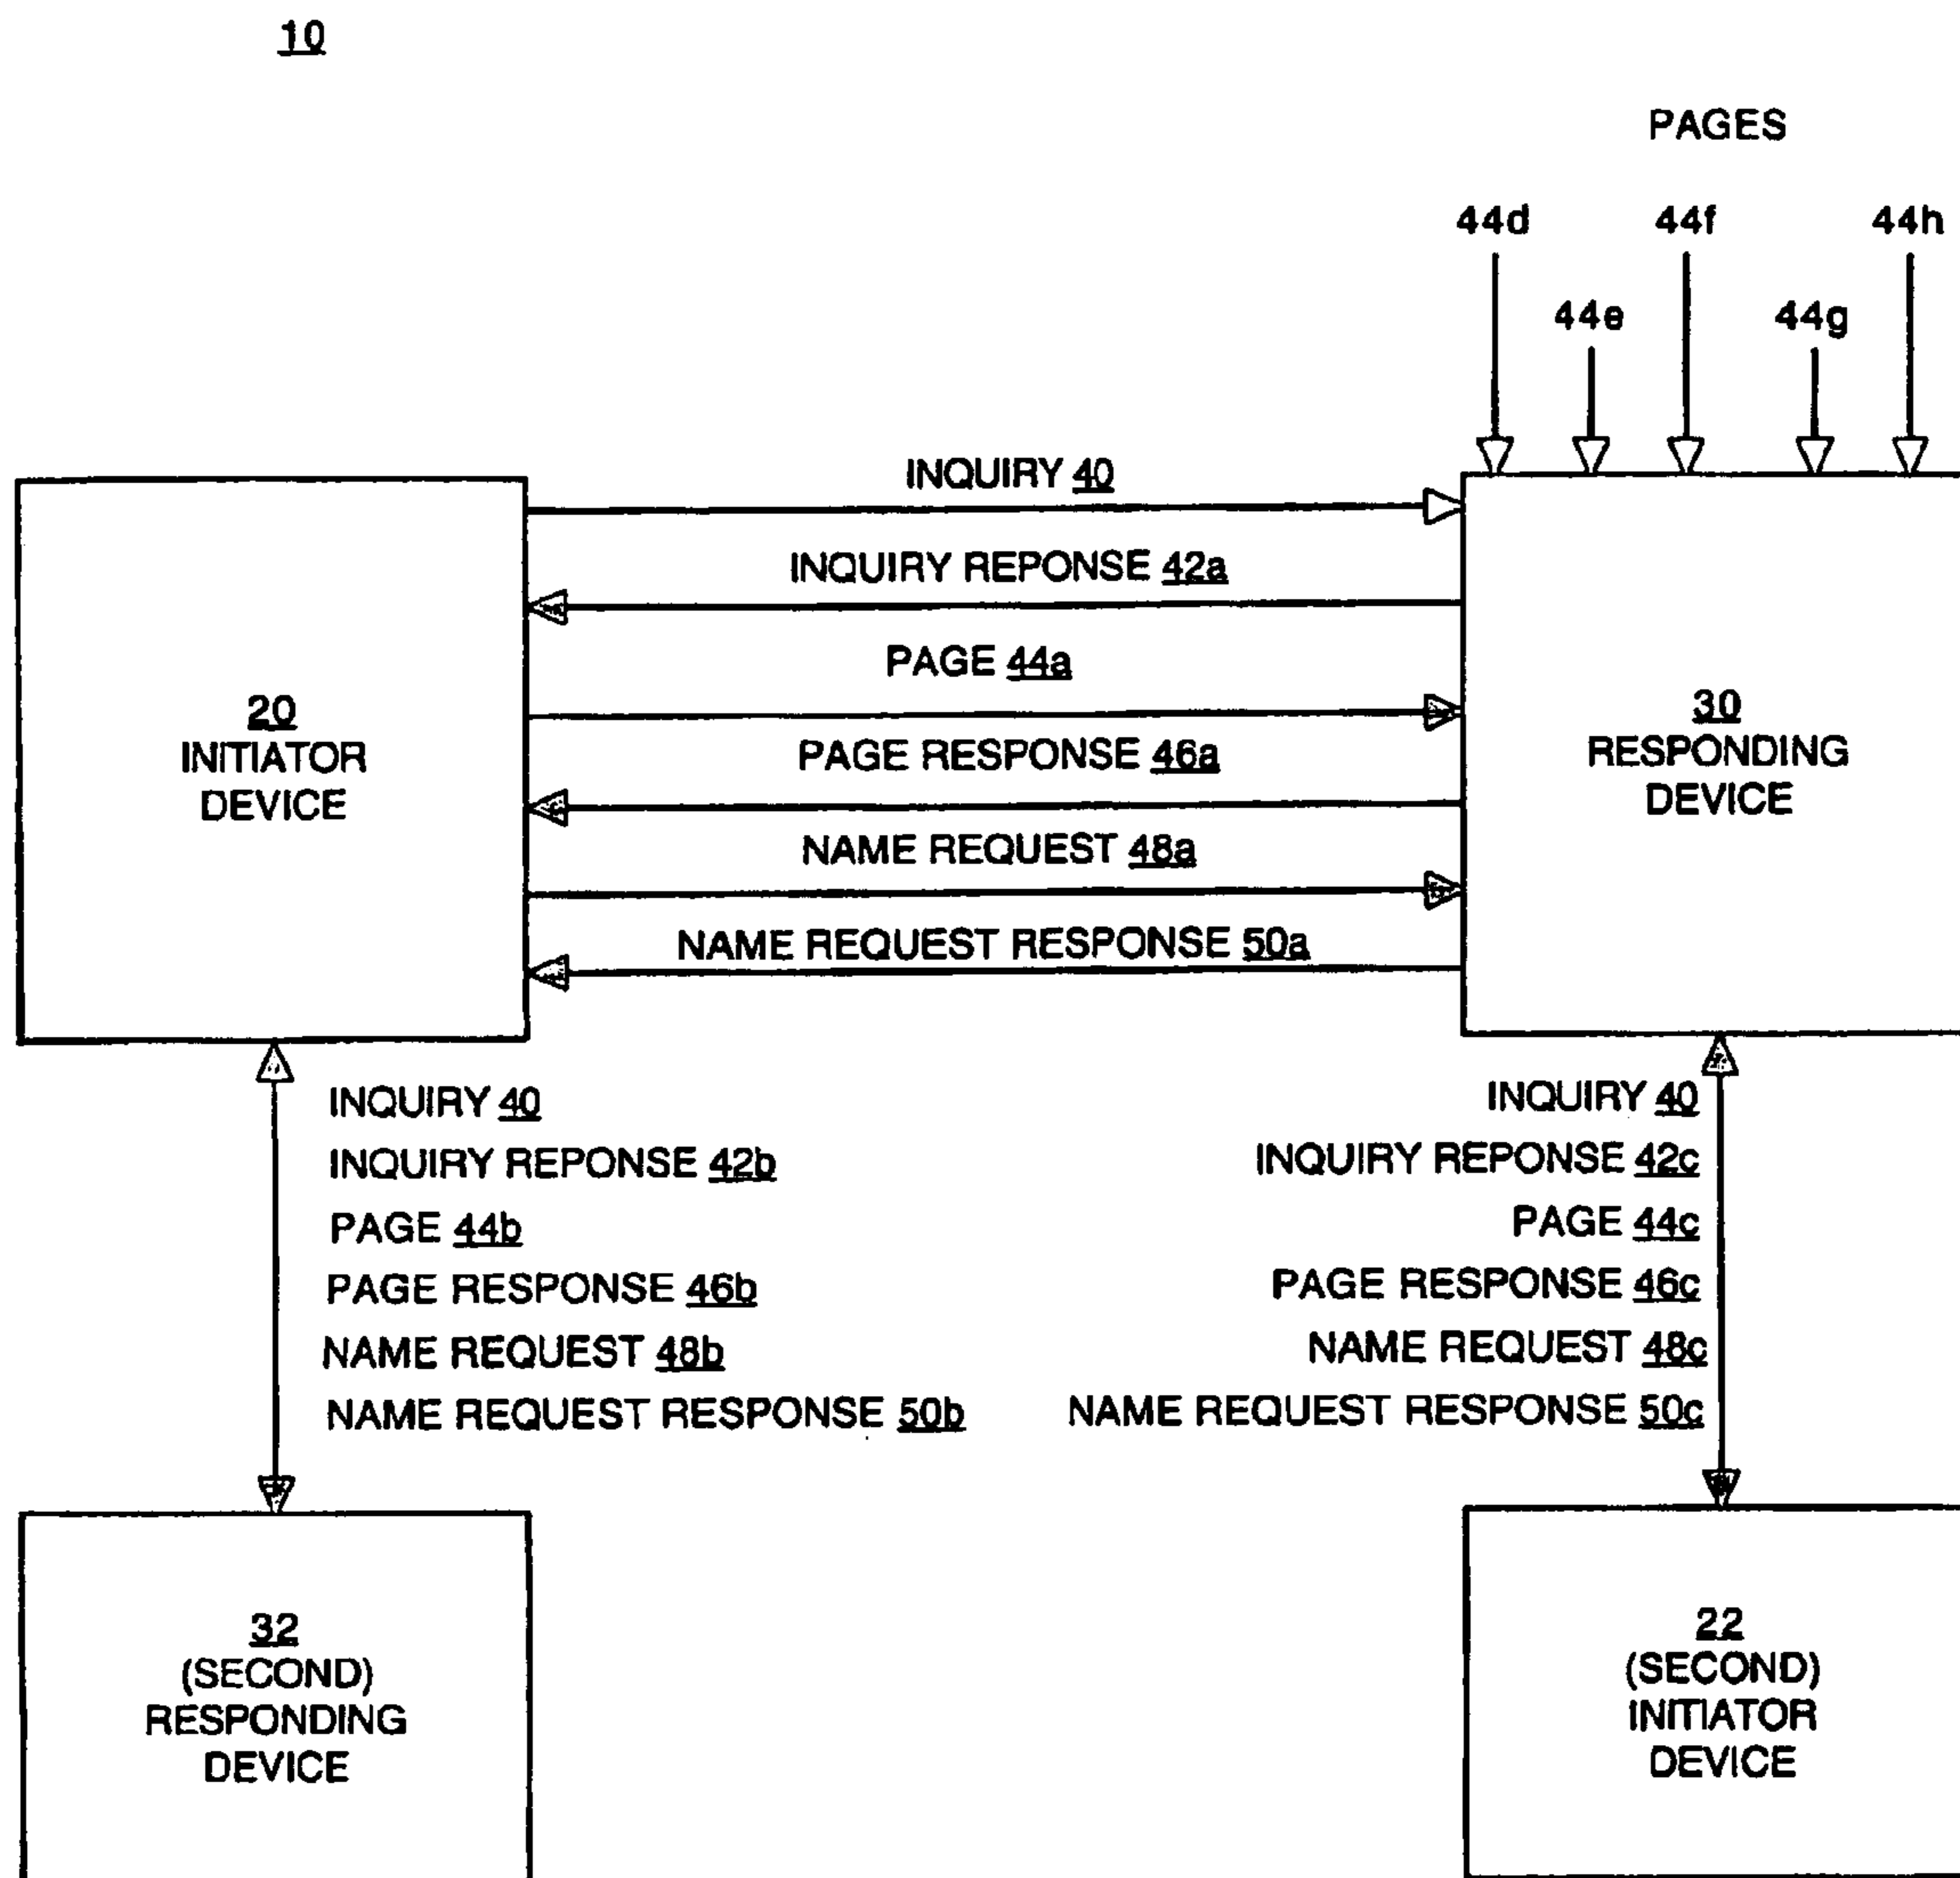 10
PAGES
44d
44f
44h
44e
44g
INQUIRY 40
INQUIRY REPONSE 42a
PAGE 44a
PAGE RESPONSE 46a
NAME REQUEST 48a
NAME REQUEST RESPONSE 50a
20
INITIATOR
DEVICE
30
RESPONDING
DEVICE
INQUIRY 40
INQUIRY REPONSE 42b
PAGE 44b
PAGE RESPONSE 46b
NAME REQUEST 48b
NAME REQUEST RESPONSE 50b
INQUIRY 40
INQUIRY REPONSE 42c
PAGE 44c
PAGE RESPONSE 46c
NAME REQUEST 48c
NAME REQUEST RESPONSE 50c
32
(SECOND)
RESPONDING
DEVICE
22
(SECOND)
INITIATOR
DEVICE